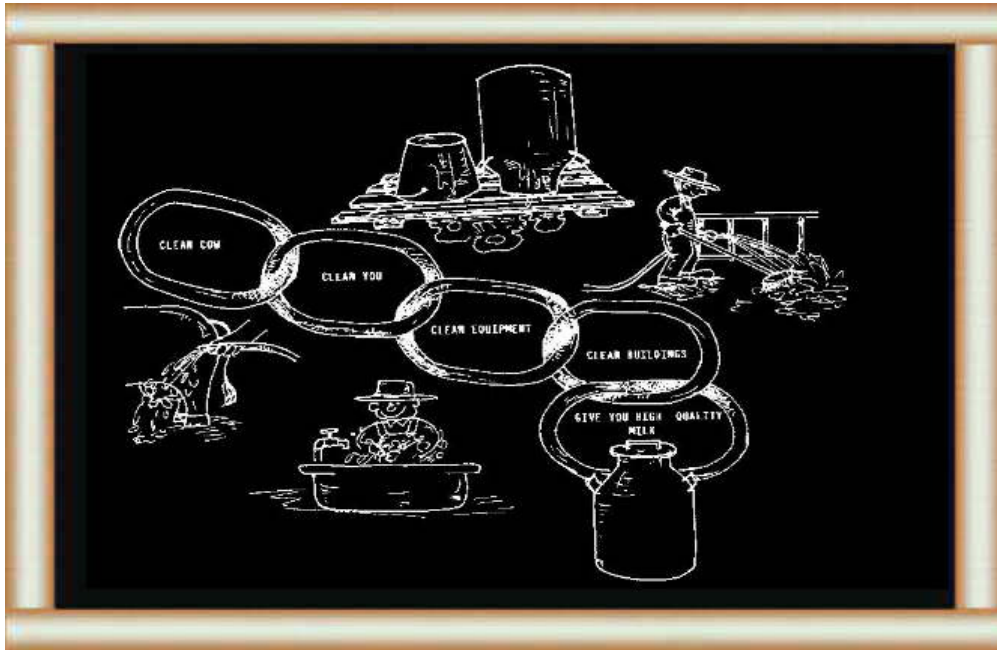 CLEAN COW
CLEAN YOU
CLEAN EQUIPMENT
CLEAN BUILDINGS
GIVE YOU HIGH QUALITY
MILK